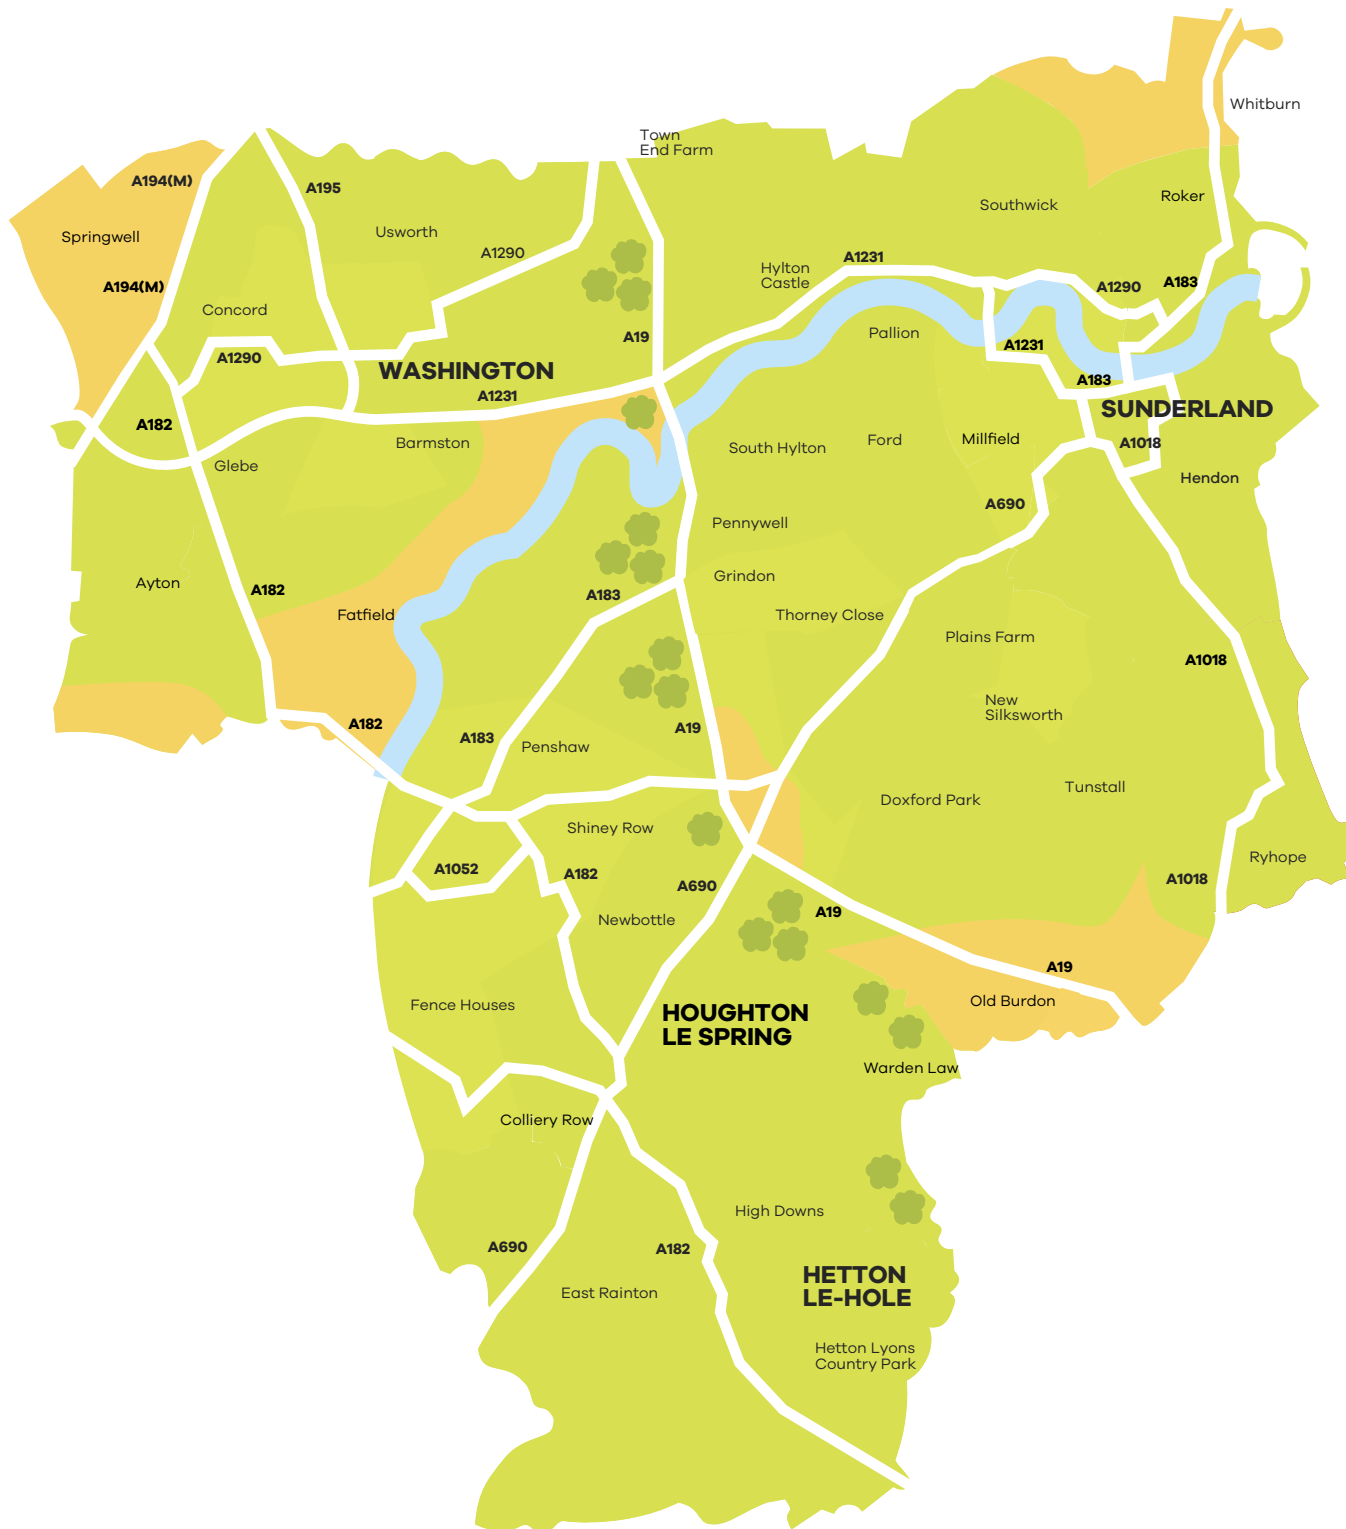 Whitburn
Town
End Farm
A194(M)
A195
Roker
Southwick
Usworth
Springwell
A1290
A1231
Hylton
Castle
A1290
A183
A194(M)
Concord
Pallion
A19
A1231
A1290
WASHINGTON
A183
A1231
SUNDERLAND
A182
Barmston
Ford
Millfield
A1018
South Hylton
Glebe
Hendon
A690
Pennywell
Grindon
Ayton
A182
A183
Fatfield
Thorney Close
Plains Farm
A1018
New
Silksworth
A182
A19
A183
Penshaw
Tunstall
Doxford Park
Shiney Row
Ryhope
A1052
A182
A690
A1018
A19
Newbottle
A19
Old Burdon
Fence Houses
HOUGHTON
LE SPRING
Warden Law
Colliery Row
High Downs
A690
A182
HETTON
LE-HOLE
East Rainton
Hetton Lyons
Country Park